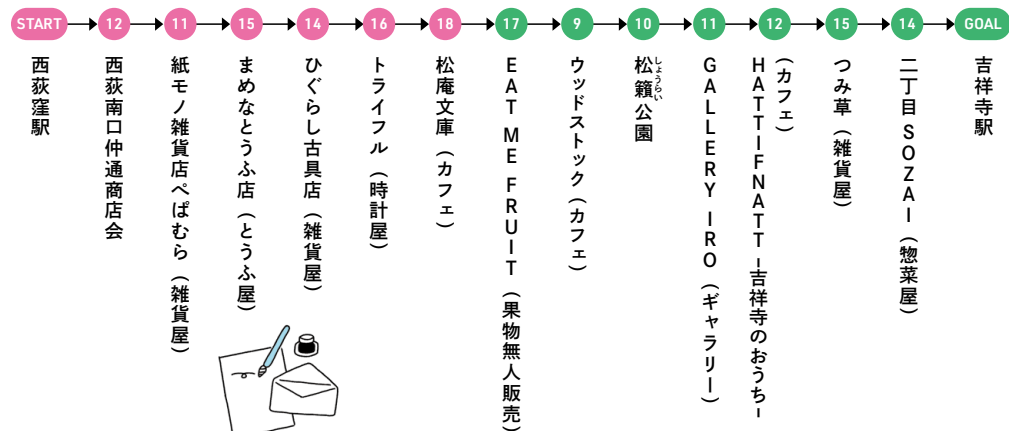 START
12
11
15
14
16
18
17
9
10
11
12
15
14
GOAL
西荻窪駅
西荻南口仲通商店会
紙モノ雑貨店ぺぱむら（雑貨屋）
まめなとうふ店（とうふ屋）
ひぐらし古具店（雑貨屋）
トライフル（時計屋）
松庵文庫（カフェ）
EAT ME FRUIT（果物無人販売）
ウッドストック（カフェ）
松籟公園
しょうらい
GALLERY IRO（ギャラリー）
HATTIFNATT -吉祥寺のおうち-
（カフェ）
つみ草（雑貨屋）
二丁目 SOZAI（惣菜屋）
吉祥寺駅